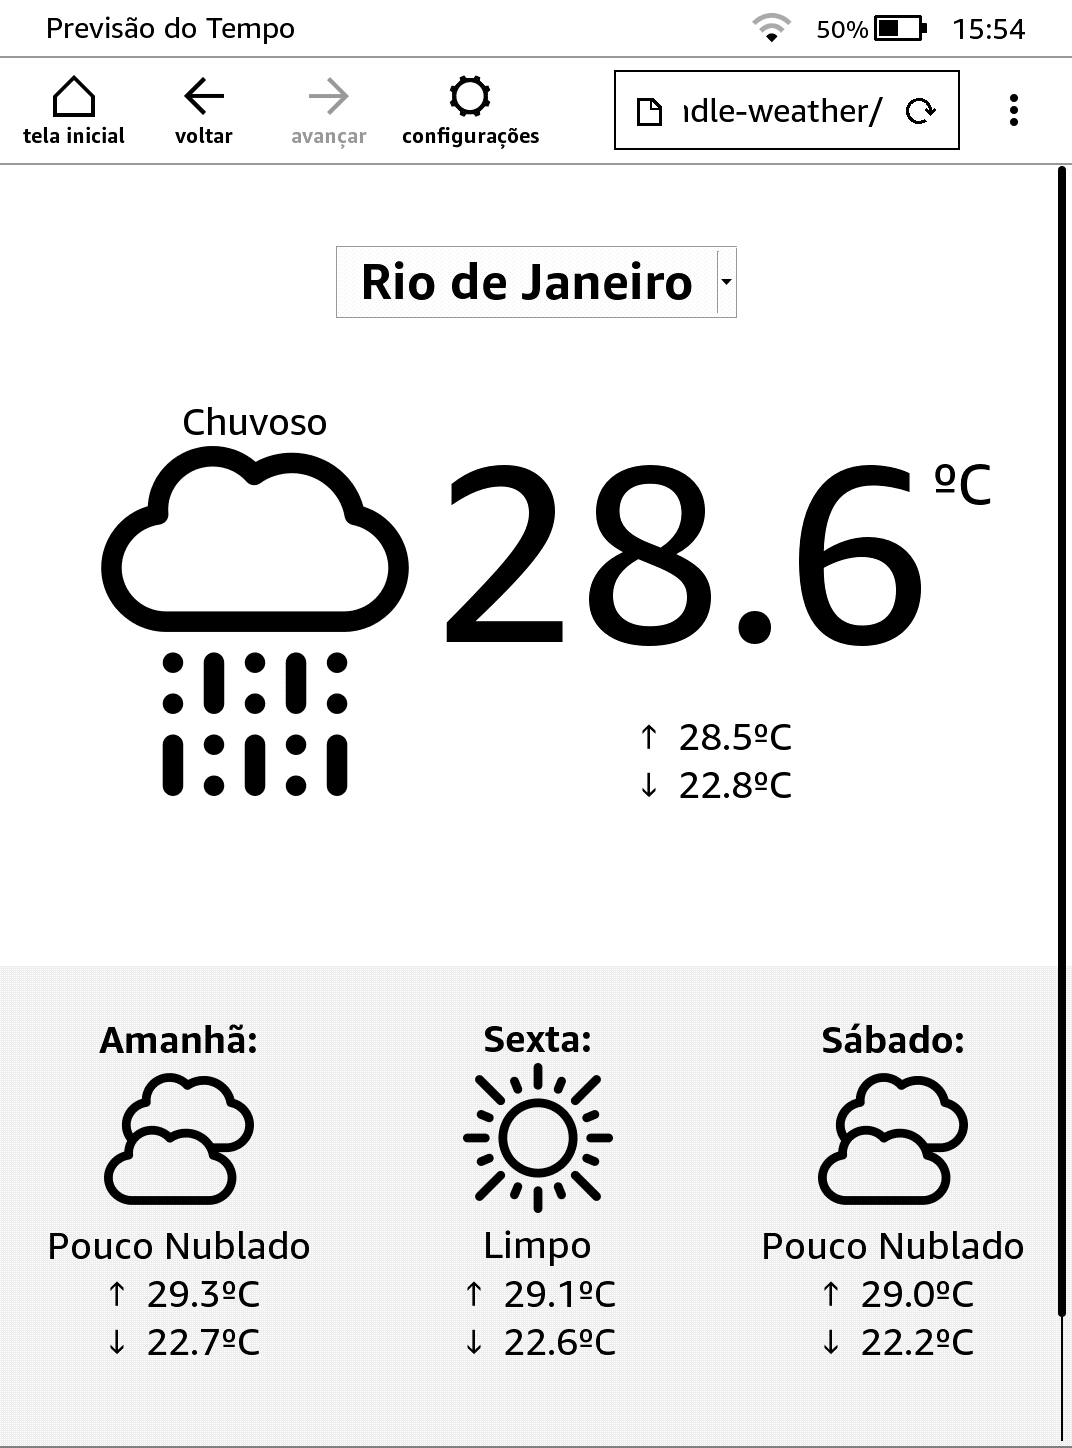 Previsão do Tempo 50% 15:54
tela inicial voltar avançar configurações dle-weather/
Rio de Janeiro
Chuvoso
28.6 ºC
↑ 28.5ºC
↓ 22.8ºC
Amanhã: Sexta: Sábado:
Pouco Nublado Limpo Pouco Nublado
↑ 29.3ºC ↑ 29.1ºC ↑ 29.0ºC
↓ 22.7ºC ↓ 22.6ºC ↓ 22.2ºC